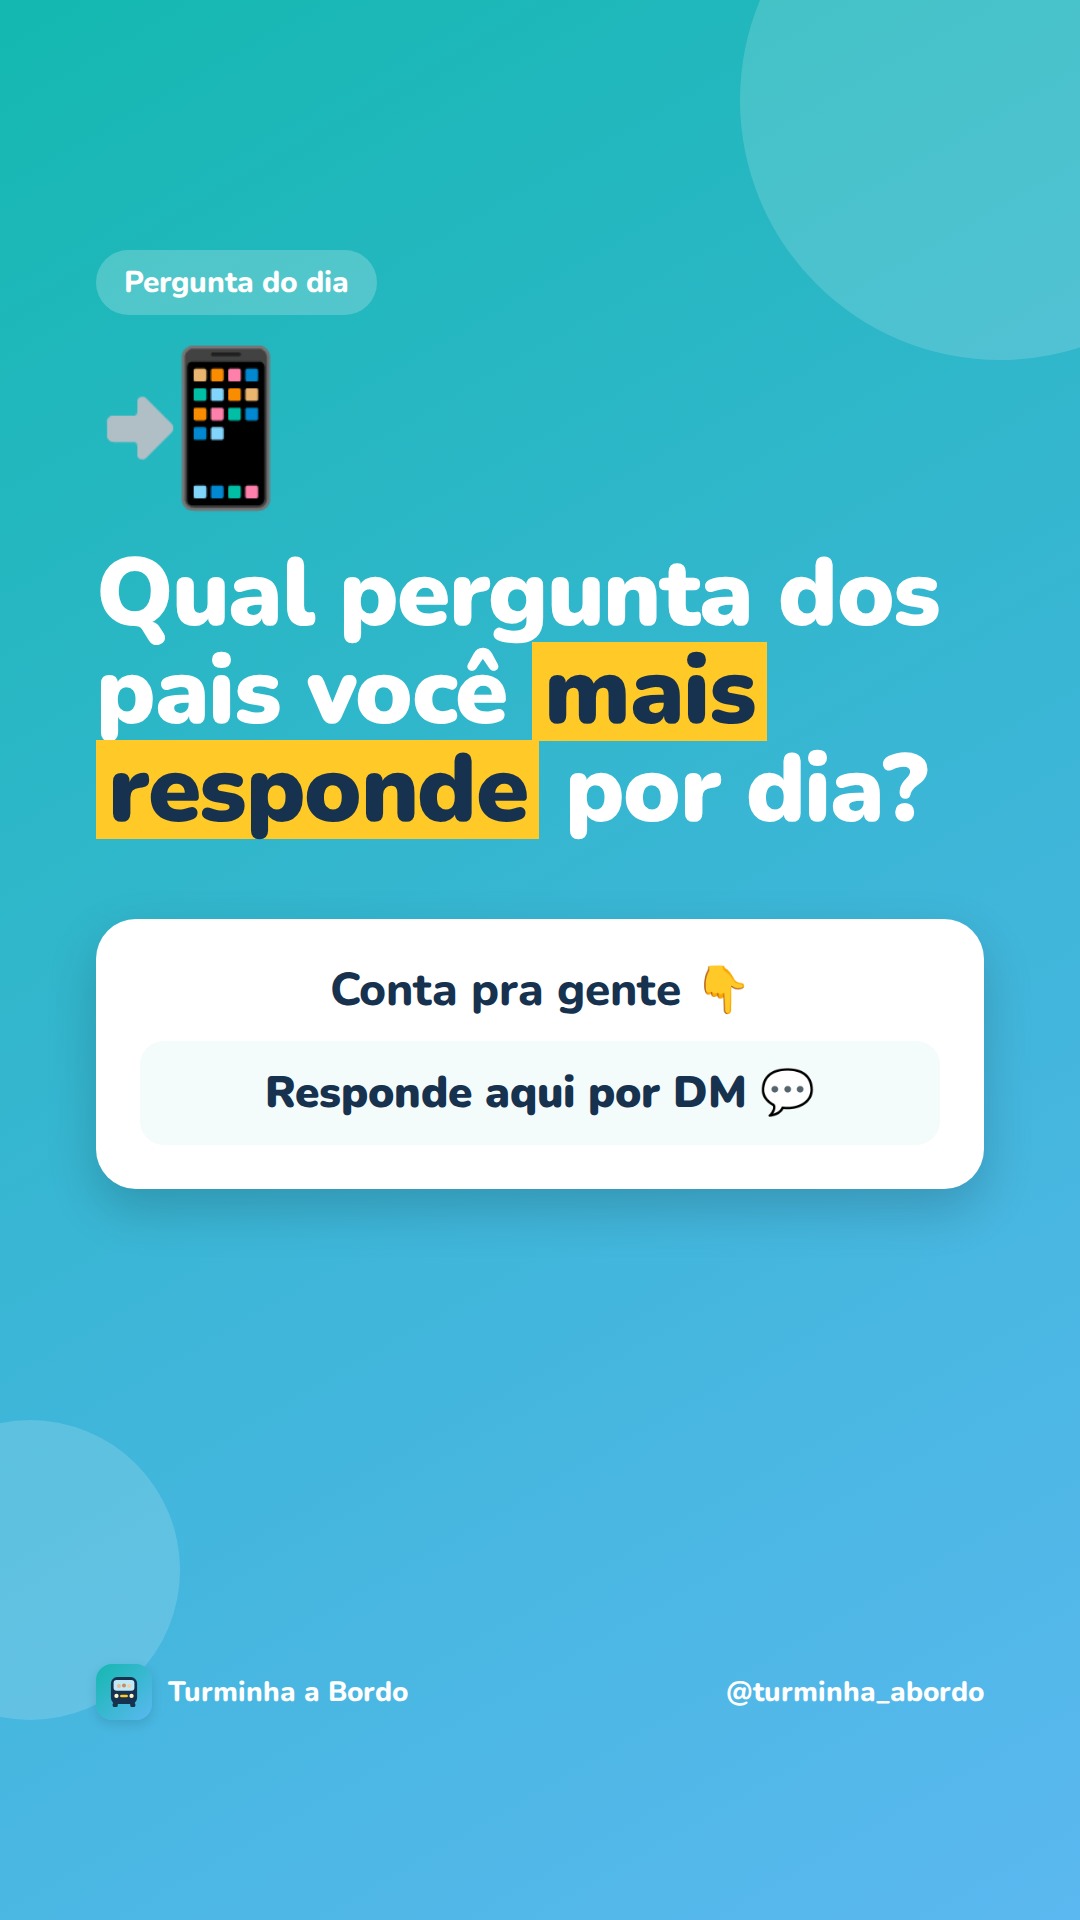 Pergunta do dia
Qual pergunta dos
pais você mais
responde por dia?
Conta pra gente 👇
Responde aqui por DM 💬
Turminha a Bordo
@turminha_abordo